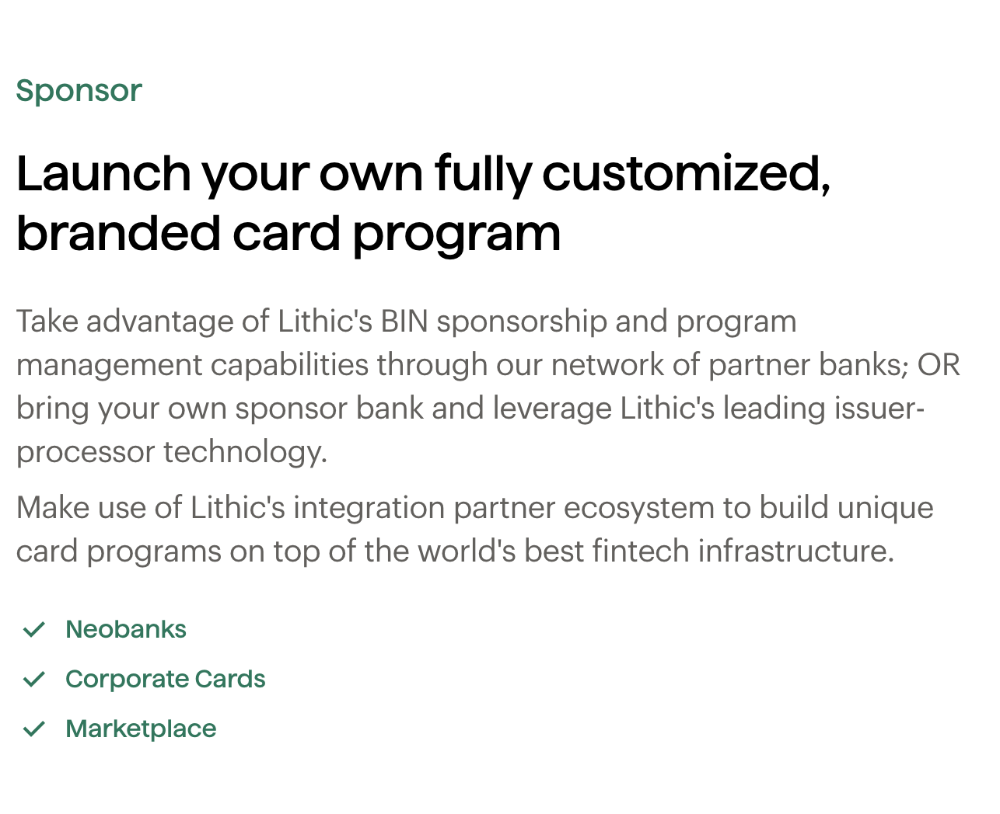 Sponsor
Launch your own fully customized,
branded card program
Take advantage of Lithic's BIN sponsorship and program
management capabilities through our network of partner banks; OR
bring your own sponsor bank and leverage Lithic's leading issuer-
processor technology.
Make use of Lithic's integration partner ecosystem to build unique
card programs on top of the world's best fintech infrastructure.
Neobanks
Corporate Cards
Marketplace